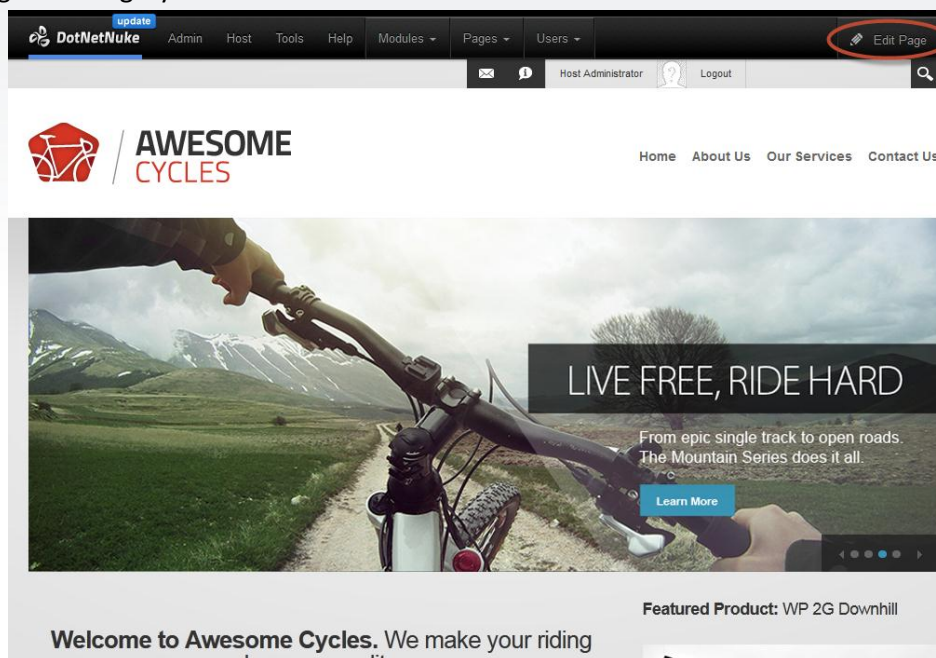 update
DotNetNuke Admin Host Tools Help Modules Pages Users Edit Page
Host Administrator Logout
AWESOME
CYCLES
Home About Us Our Services Contact Us
LIVE FREE, RIDE HARD
From epic single track to open roads.
The Mountain Series does it all.
Learn More
Featured Product: WP 2G Downhill
Welcome to Awesome Cycles. We make your riding